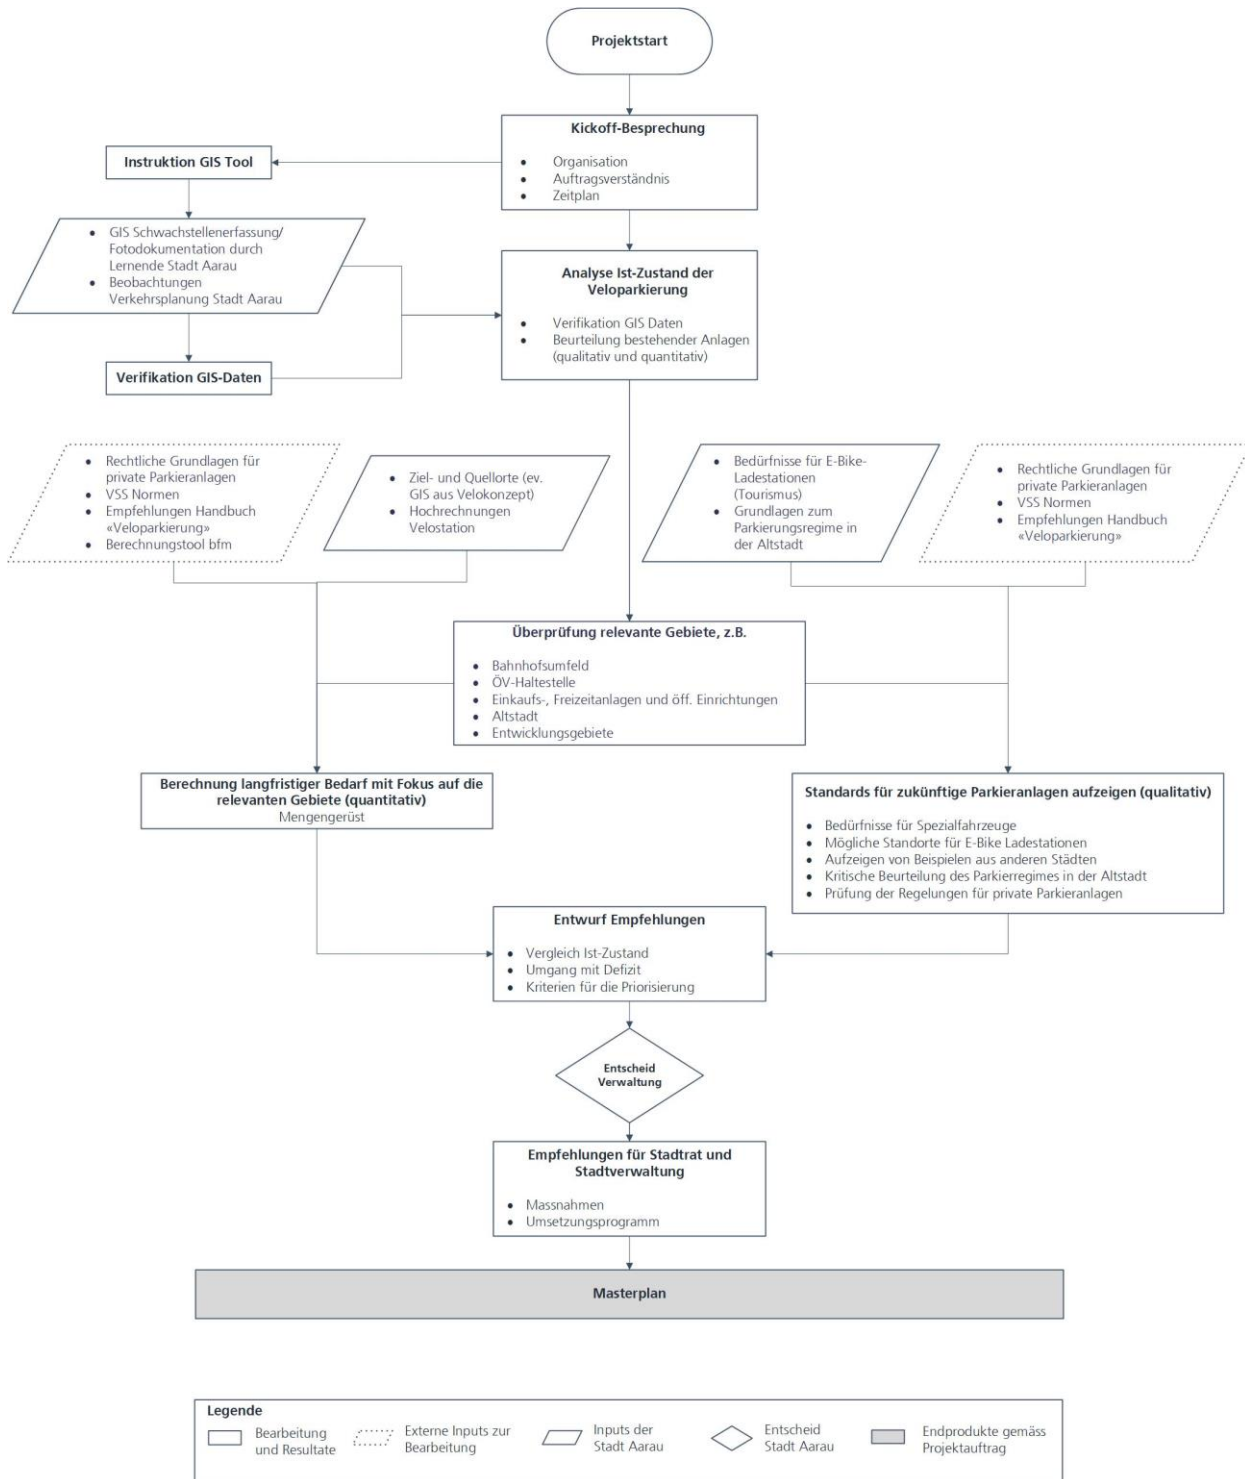 Projektstart
Kickoff-Besprechung
• Organisation
• Auftragsverständnis
• Zeitplan
Instruktion GIS Tool
• GIS Schwachstellenerfassung/
Fotodokumentation durch
Lernende Stadt Aarau
• Beobachtungen
Verkehrsplanung Stadt Aarau
Verifikation GIS-Daten
Analyse Ist-Zustand der
Veloparkierung
• Verifikation GIS Daten
• Beurteilung bestehender Anlagen
(qualitativ und quantitativ)
• Rechtliche Grundlagen für
private Parkieranlagen
• VSS Normen
• Empfehlungen Handbuch
«Veloparkierung»
• Berechnungstool bfm
• Ziel- und Quellorte (ev.
GIS aus Velokonzept)
• Hochrechnungen
Velostation
• Bedürfnisse für E-Bike-
Ladestationen
(Tourismus)
• Grundlagen zum
Parkierungsregime in
der Altstadt
• Rechtliche Grundlagen für
private Parkieranlagen
• VSS Normen
• Empfehlungen Handbuch
«Veloparkierung»
Überprüfung relevante Gebiete, z.B.
• Bahnhofsumfeld
• ÖV-Haltestelle
• Einkaufs-, Freizeitanlagen und öff. Einrichtungen
• Altstadt
• Entwicklungsgebiete
Berechnung langfristiger Bedarf mit Fokus auf die
relevanten Gebiete (quantitativ)
Mengengerüst
Standards für zukünftige Parkieranlagen aufzeigen (qualitativ)
• Bedürfnisse für Spezialfahrzeuge
• Mögliche Standorte für E-Bike Ladestationen
• Aufzeigen von Beispielen aus anderen Städten
• Kritische Beurteilung des Parkierregimes in der Altstadt
• Prüfung der Regelungen für private Parkieranlagen
Entwurf Empfehlungen
• Vergleich Ist-Zustand
• Umgang mit Defizit
• Kriterien für die Priorisierung
Entscheid
Verwaltung
Empfehlungen für Stadtrat und
Stadtverwaltung
• Massnahmen
• Umsetzungsprogramm
Masterplan
Legende
Bearbeitung
und Resultate
Externe Inputs zur
Bearbeitung
Inputs der
Stadt Aarau
Entscheid
Stadt Aarau
Endprodukte gemäss
Projektauftrag